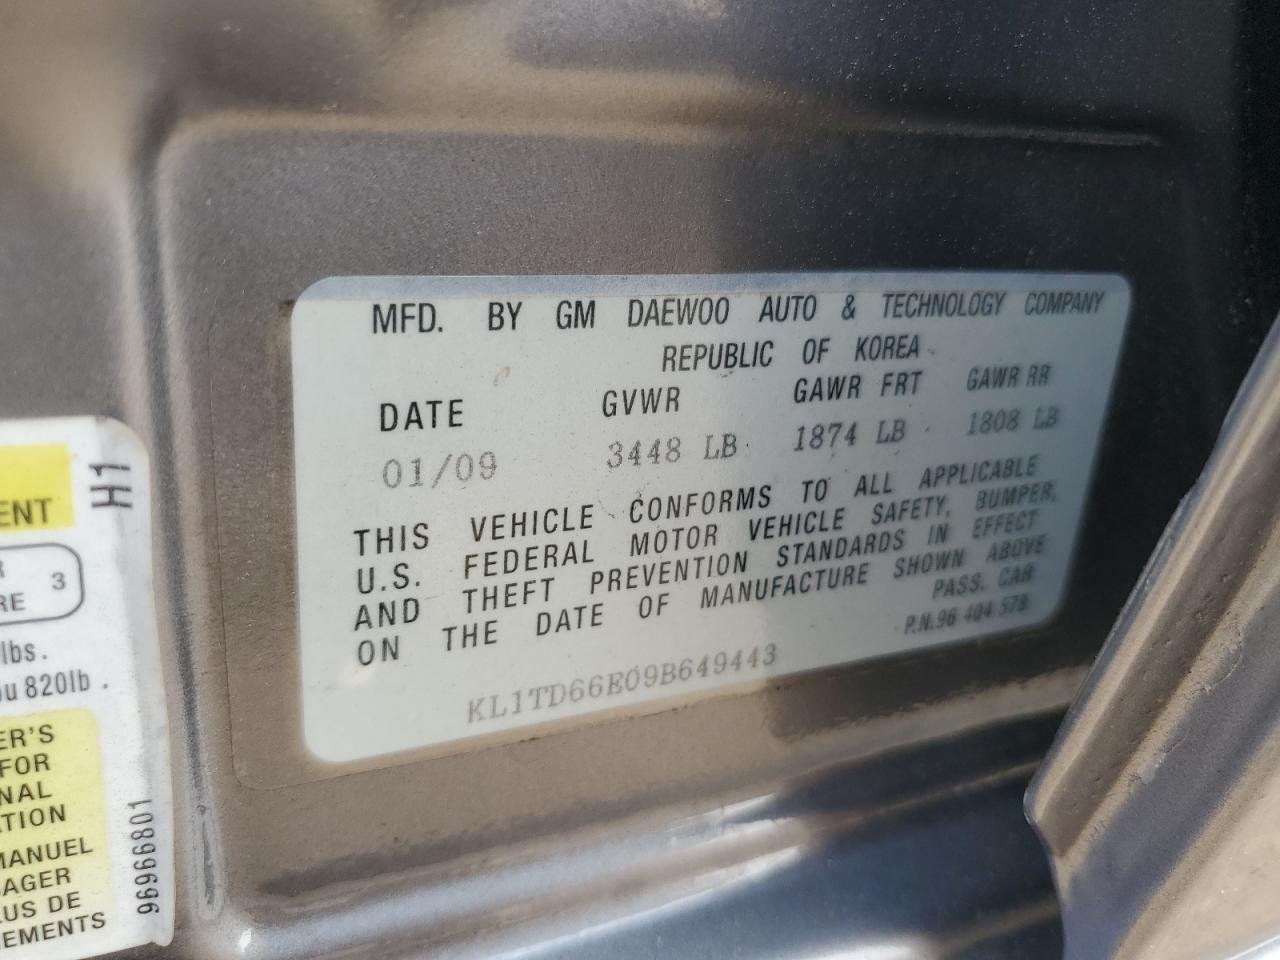 MFD. BY GM DAEWOO AUTO & TECHNOLOGY COMPANY
REPUBLIC OF KOREA
DATE GVWR GAWR FRT GAWR RR
01/09 3448 LB 1874 LB 1808 LB
THIS VEHICLE CONFORMS TO ALL APPLICABLE
U.S. FEDERAL MOTOR VEHICLE SAFETY, BUMPER,
AND THEFT PREVENTION STANDARDS IN EFFECT
ON THE DATE OF MANUFACTURE SHOWN ABOVE
PASS. CAR
P.N.96 404 578
KL1TD66E09B649443
H1
ENT
R
RE 3
lbs.
ou 820lb .
ER'S
FOR
NAL
ATION
MANUEL
AGER
LUS DE
EMENTS
96966801